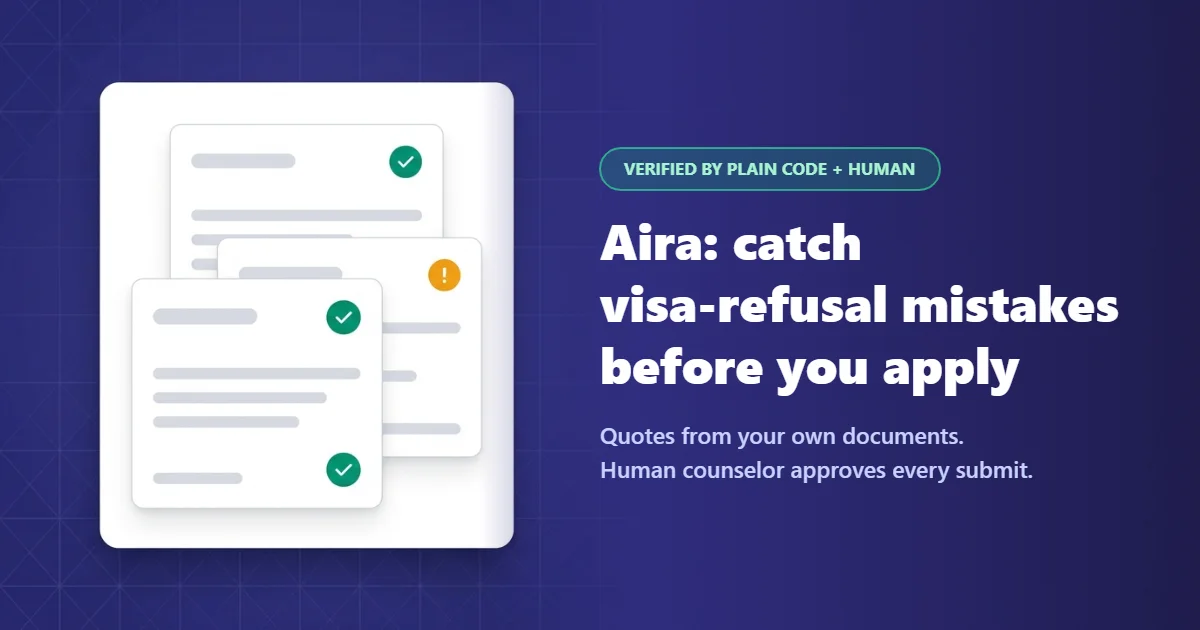 VERIFIED BY PLAIN CODE + HUMAN
Aira: catch
visa-refusal mistakes
before you apply
Quotes from your own documents.
Human counselor approves every submit.